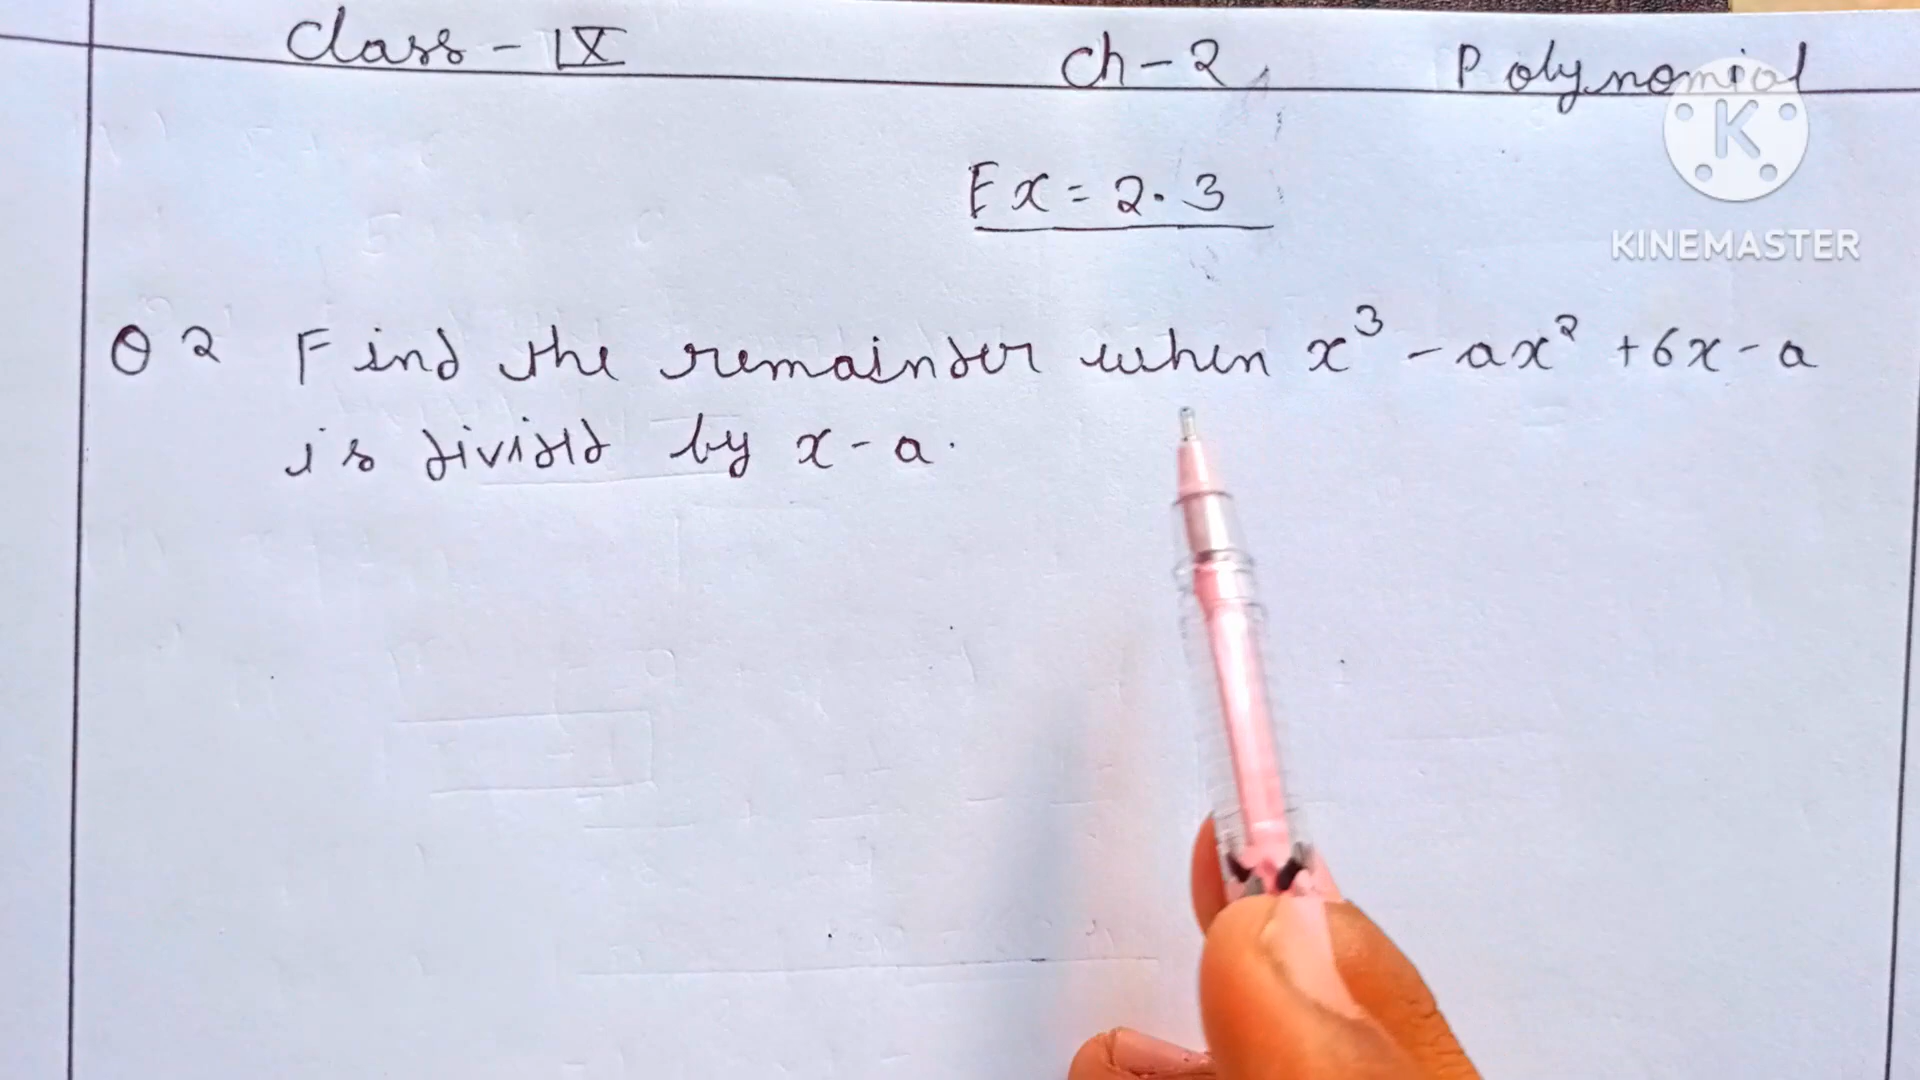 Class - IX Ch - 2, Polynomial
Ex = 2.3
K
KINEMASTER
Q 2 Find the remainder when x³ - ax² + 6x - a
is divided by x - a.